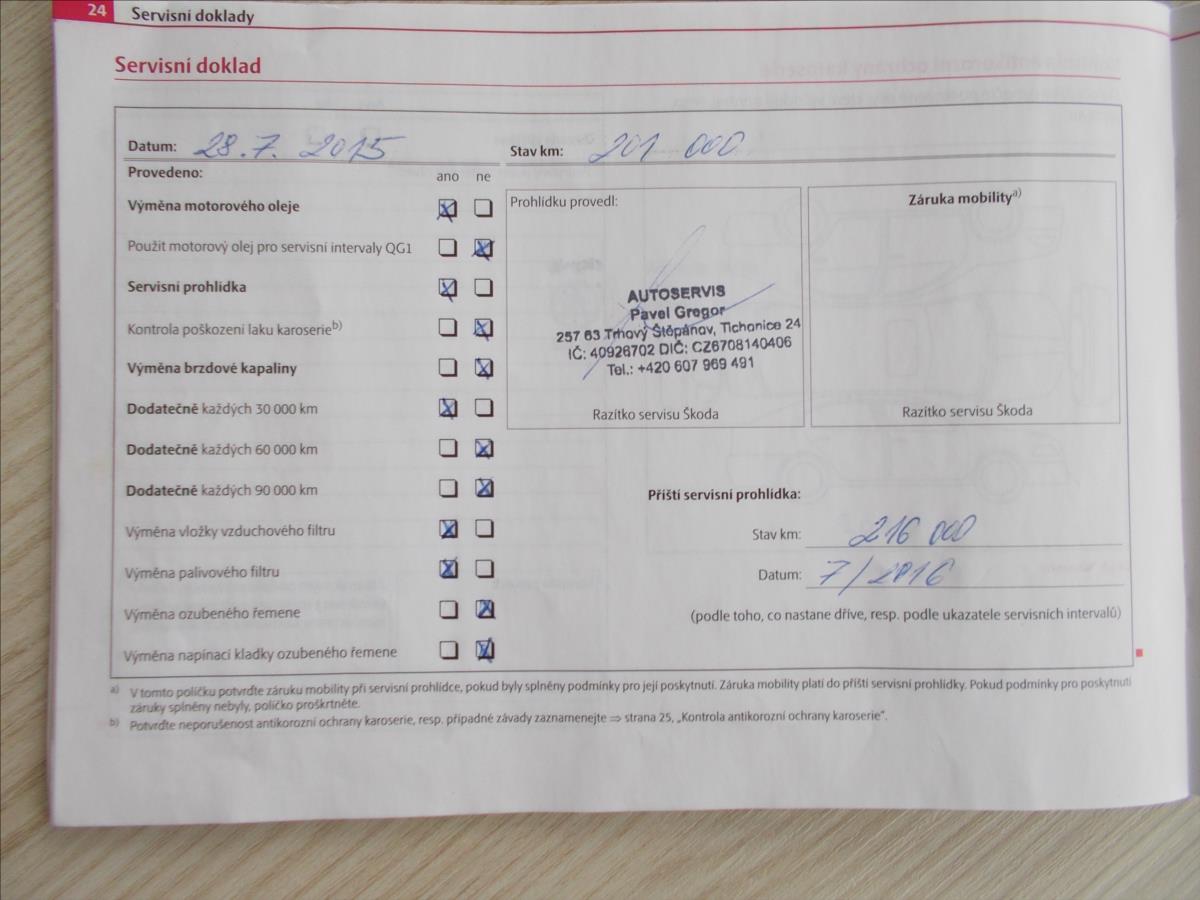 24 Servisní doklady
Servisní doklad
Datum: 28.7. 2015 Stav km: 201 000
Provedeno: ano ne
Výměna motorového oleje
Použit motorový olej pro servisní intervaly QG1
Servisní prohlídka
Kontrola poškození laku karoserie b)
Výměna brzdové kapaliny
Dodatečně každých 30 000 km
Dodatečně každých 60 000 km
Dodatečně každých 90 000 km
Výměna vložky vzduchového filtru
Výměna palivového filtru
Výměna ozubeného řemene
Výměna napínací kladky ozubeného řemene
Prohlídku provedl:
AUTOSERVIS
Pavel Gregor
257 63 Trhový Štěpánov, Tichonice 24
IČ: 40926702 DIČ: CZ6708140406
Tel.: +420 607 969 491
Razítko servisu Škoda
Záruka mobility a)
Razítko servisu Škoda
Příští servisní prohlídka:
Stav km: 216 000
Datum: 7/2016
(podle toho, co nastane dříve, resp. podle ukazatele servisních intervalů)
a) V tomto políčku potvrďte záruku mobility při servisní prohlídce, pokud byly splněny podmínky pro její poskytnutí. Záruka mobility platí do příští servisní prohlídky. Pokud podmínky pro poskytnutí
záruky splněny nebyly, políčko proškrtněte.
b) Potvrďte neporušenost antikorozní ochrany karoserie, resp. případné závady zaznamenejte ⇒ strana 25, „Kontrola antikorozní ochrany karoserie“.